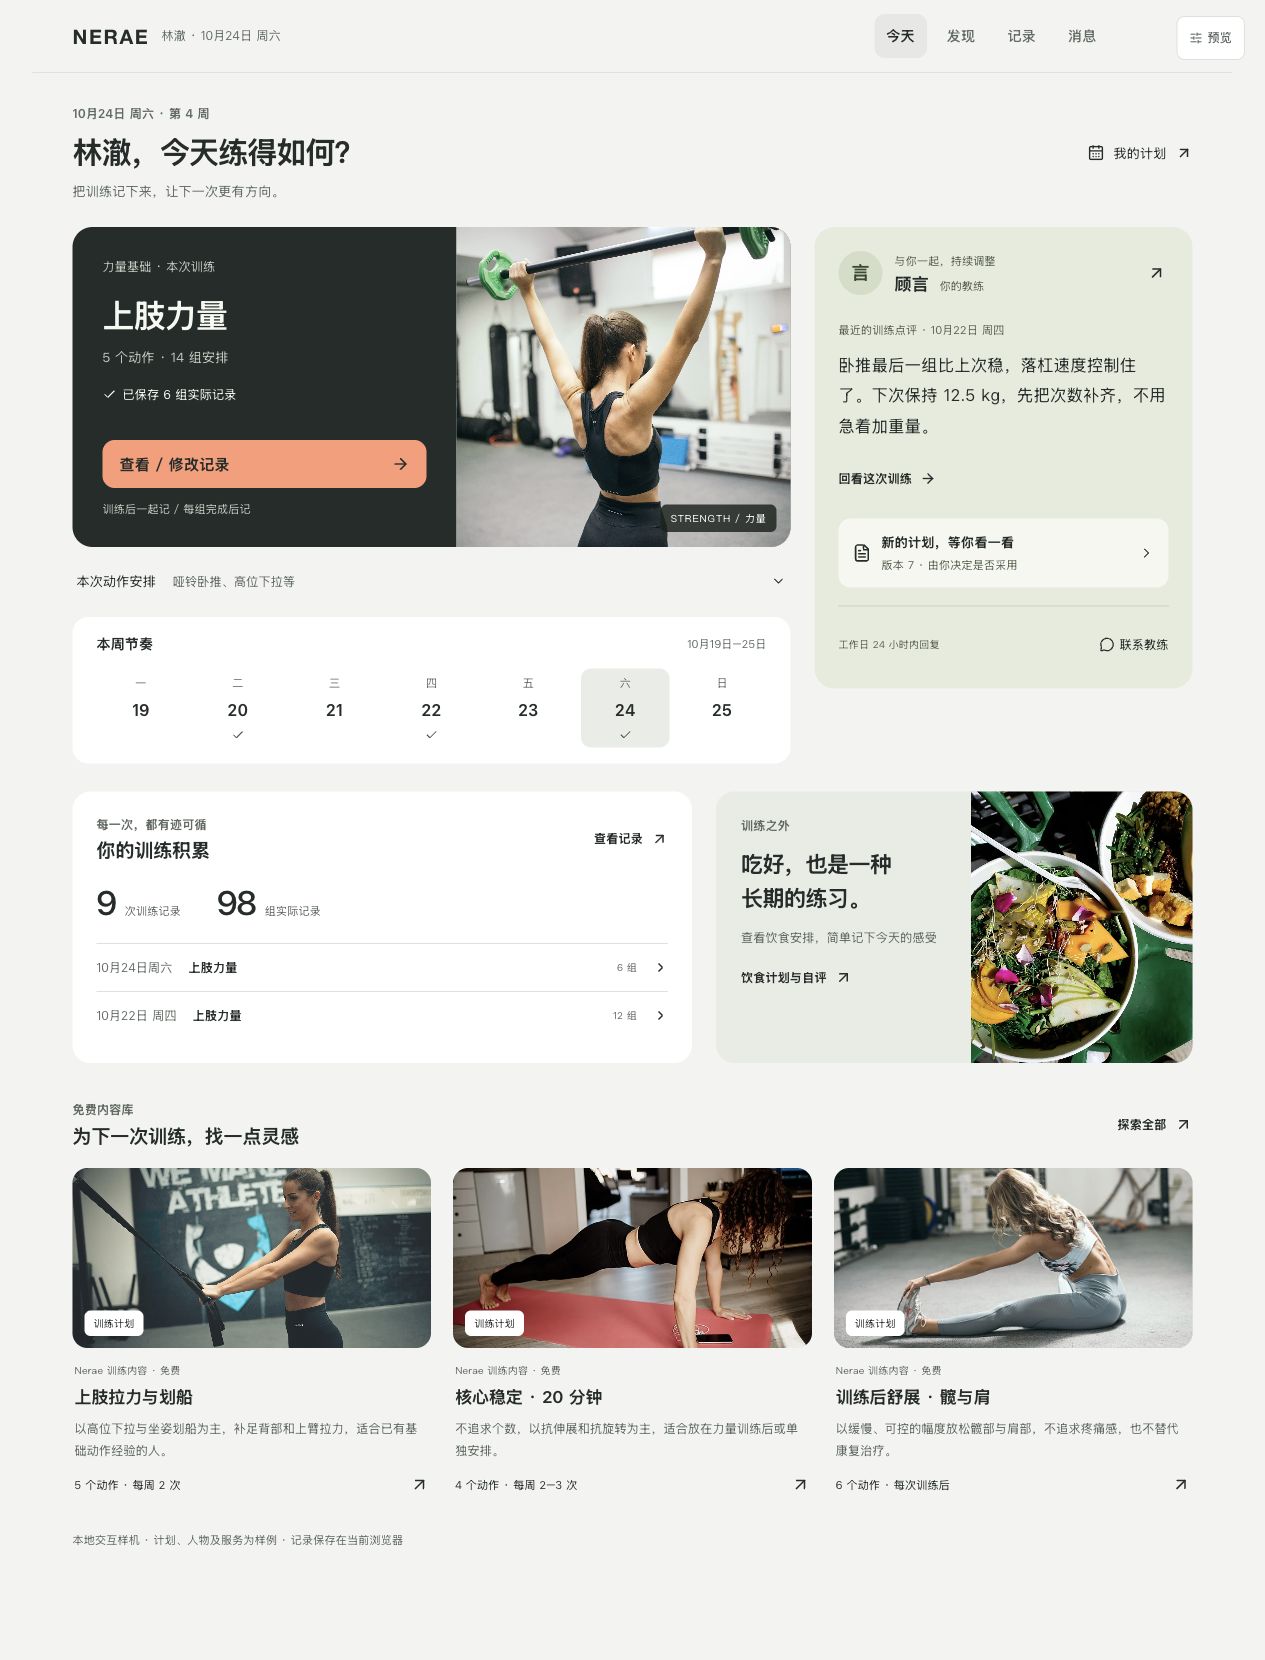 NERAE 林澈 · 10月24日 周六
今天 发现 记录 消息
预览
10月24日 周六 · 第 4 周
林澈，今天练得如何?
把训练记下来，让下一次更有方向。
我的计划
力量基础 · 本次训练
上肢力量
5 个动作 · 14 组安排
已保存 6 组实际记录
查看 / 修改记录
训练后一起记 / 每组完成后记
STRENGTH / 力量
言
与你一起，持续调整
顾言 你的教练
最近的训练点评 · 10月22日 周四
卧推最后一组比上次稳，落杠速度控制住
了。下次保持 12.5 kg，先把次数补齐，不用
急着加重量。
回看这次训练
新的计划，等你看一看
版本 7 · 由你决定是否采用
工作日 24 小时内回复
联系教练
本次动作安排 哑铃卧推、高位下拉等
本周节奏
10月19日—25日
一 二 三 四 五 六 日
19 20 21 22 23 24 25
每一次，都有迹可循
你的训练积累
查看记录
9 次训练记录 98 组实际记录
10月24日周六 上肢力量 6 组
10月22日 周四 上肢力量 12 组
训练之外
吃好，也是一种
长期的练习。
查看饮食安排，简单记下今天的感受
饮食计划与自评
免费内容库
为下一次训练，找一点灵感
探索全部
ATHLETE
训练计划
Nerae 训练内容 · 免费
上肢拉力与划船
以高位下拉与坐姿划船为主，补足背部和上臂拉力，适合已有基
础动作经验的人。
5 个动作 · 每周 2 次
训练计划
Nerae 训练内容 · 免费
核心稳定 · 20 分钟
不追求个数，以抗伸展和抗旋转为主，适合放在力量训练后或单
独安排。
4 个动作 · 每周 2—3 次
训练计划
Nerae 训练内容 · 免费
训练后舒展 · 髋与肩
以缓慢、可控的幅度放松髋部与肩部，不追求疼痛感，也不替代
康复治疗。
6 个动作 · 每次训练后
本地交互样机 · 计划、人物及服务为样例 · 记录保存在当前浏览器